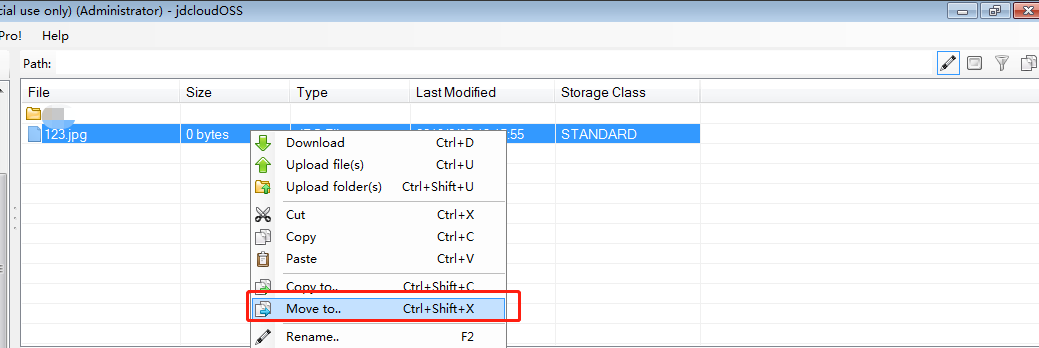 cial use only) (Administrator) - jdcloudOSS
Pro! Help
Path:
File Size Type Last Modified Storage Class
123.jpg 0 bytes :55 STANDARD
Download Ctrl+D
Upload file(s) Ctrl+U
Upload folder(s) Ctrl+Shift+U
Cut Ctrl+X
Copy Ctrl+C
Paste Ctrl+V
Copy to.. Ctrl+Shift+C
Move to.. Ctrl+Shift+X
Rename.. F2